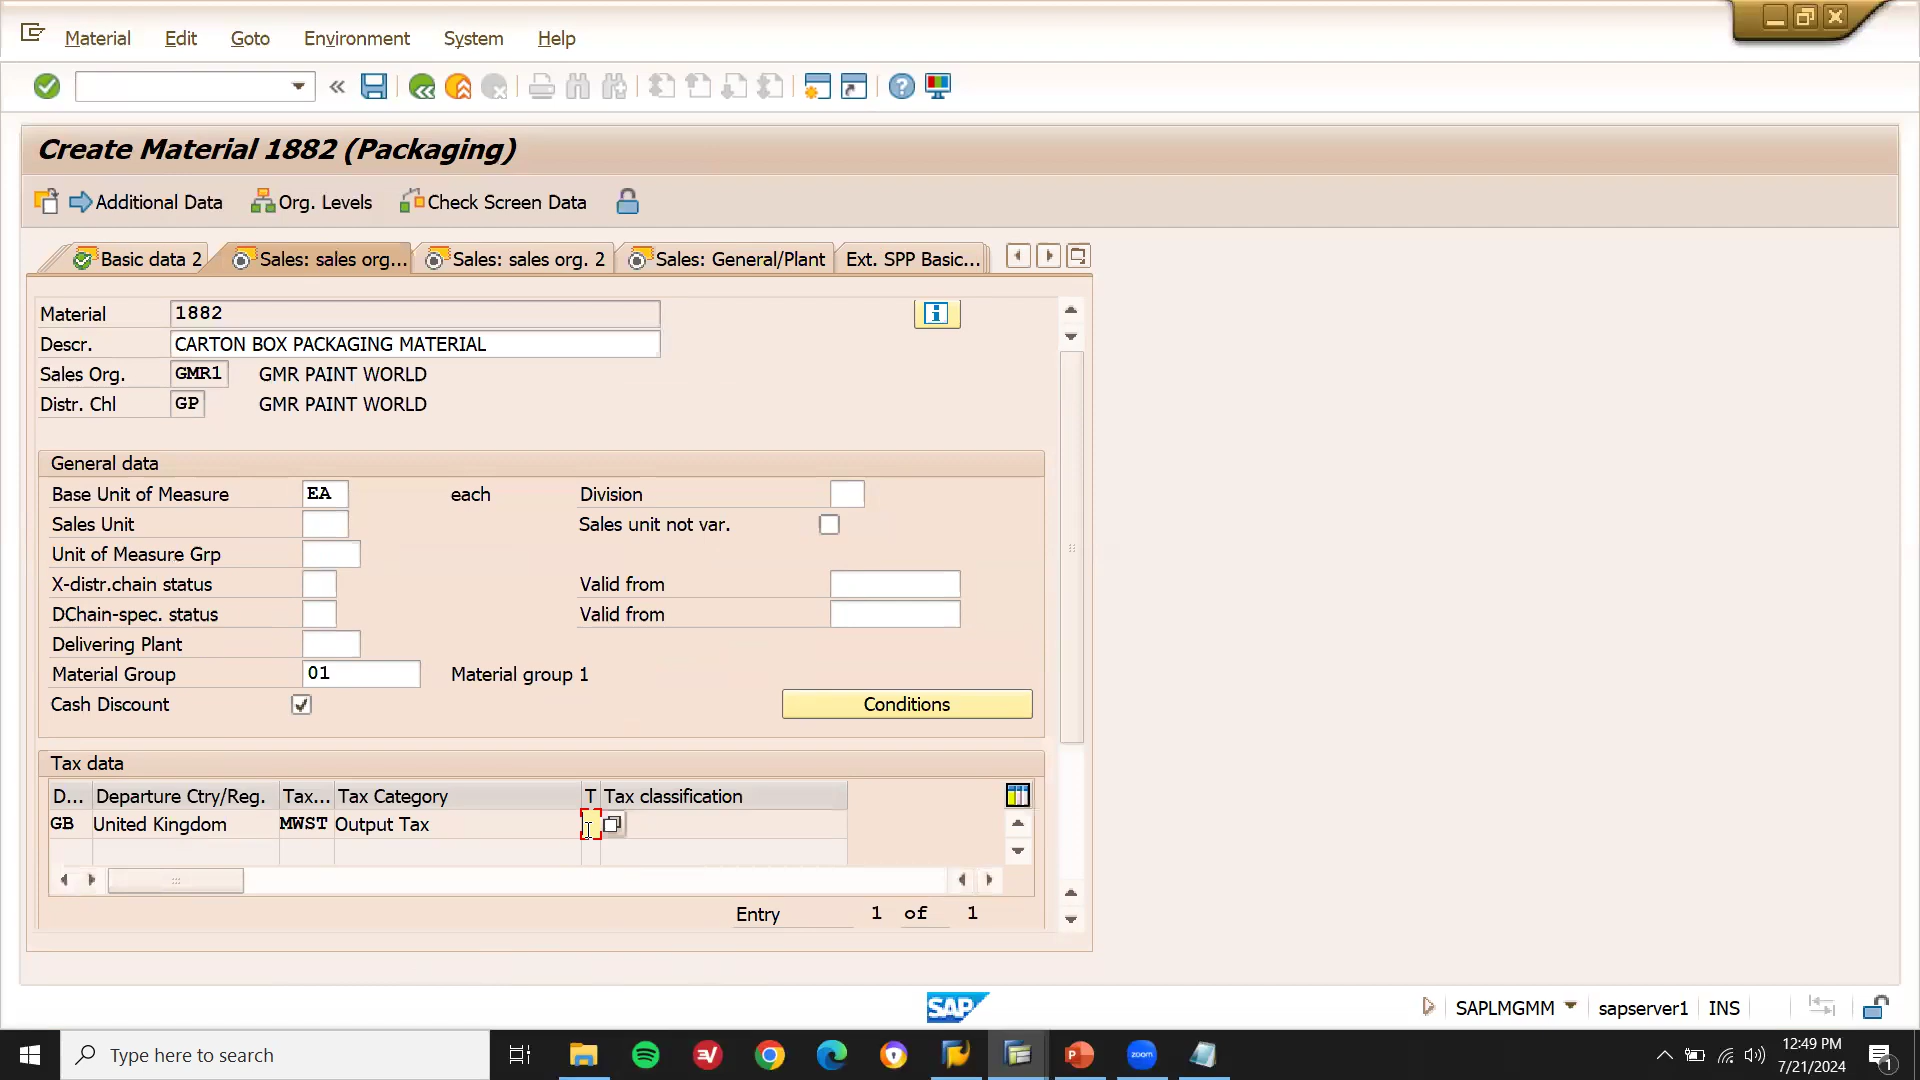 Material Edit Goto Environment System Help
Create Material 1882 (Packaging)
Additional Data Org. Levels Check Screen Data
Basic data 2 Sales: sales org... Sales: sales org. 2 Sales: General/Plant Ext. SPP Basic...
Material 1882
Descr. CARTON BOX PACKAGING MATERIAL
Sales Org. GMR1 GMR PAINT WORLD
Distr. Chl GP GMR PAINT WORLD
General data
Base Unit of Measure EA each Division
Sales Unit Sales unit not var.
Unit of Measure Grp
X-distr.chain status Valid from
DChain-spec. status Valid from
Delivering Plant
Material Group 01 Material group 1
Cash Discount Conditions
Tax data
D... Departure Ctry/Reg. Tax... Tax Category T Tax classification
GB United Kingdom MWST Output Tax
Entry 1 of 1
SAP SAPLMGMM sapserver1 INS
Type here to search zoom 12:49 PM
7/21/2024 1